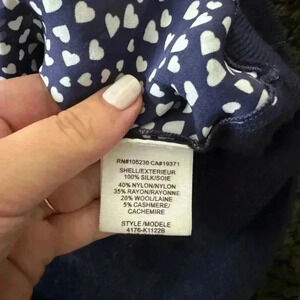 RN#106230 CA#19371
SHELL/EXTERIEUR
100% SILK/SOIE
40% NYLON/NYLON
35% RAYON/RAYONNE
20% WOOL/LAINE
5% CASHMERE/
CACHEMIRE
STYLE/MODELE
4176-K1122B